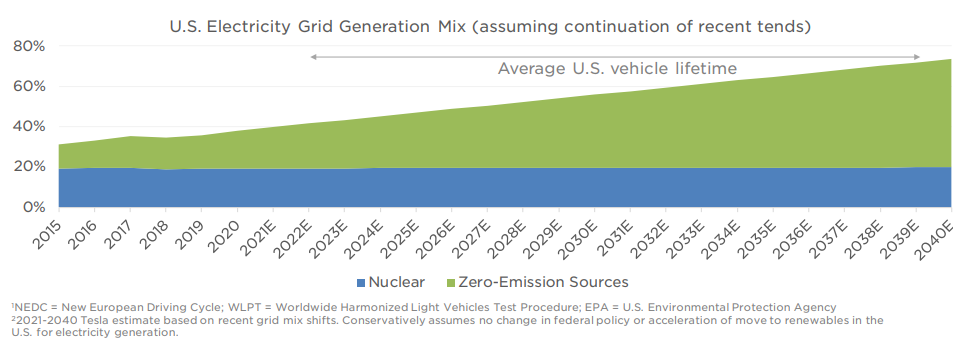 U.S. Electricity Grid Generation Mix (assuming continuation of recent tends)
80%
Average U.S. vehicle lifetime
60%
40%
20%
0%
2015 2016 2017 2018 2019 2020 2021E 2022E 2023E 2024E 2025E 2026E 2027E 2028E 2029E 2030E 2031E 2032E 2033E 2034E 2035E 2036E 2037E 2038E 2039E 2040E
Nuclear Zero-Emission Sources
¹NEDC = New European Driving Cycle; WLPT = Worldwide Harmonized Light Vehicles Test Procedure; EPA = U.S. Environmental Protection Agency
²2021-2040 Tesla estimate based on recent grid mix shifts. Conservatively assumes no change in federal policy or acceleration of move to renewables in the
U.S. for electricity generation.